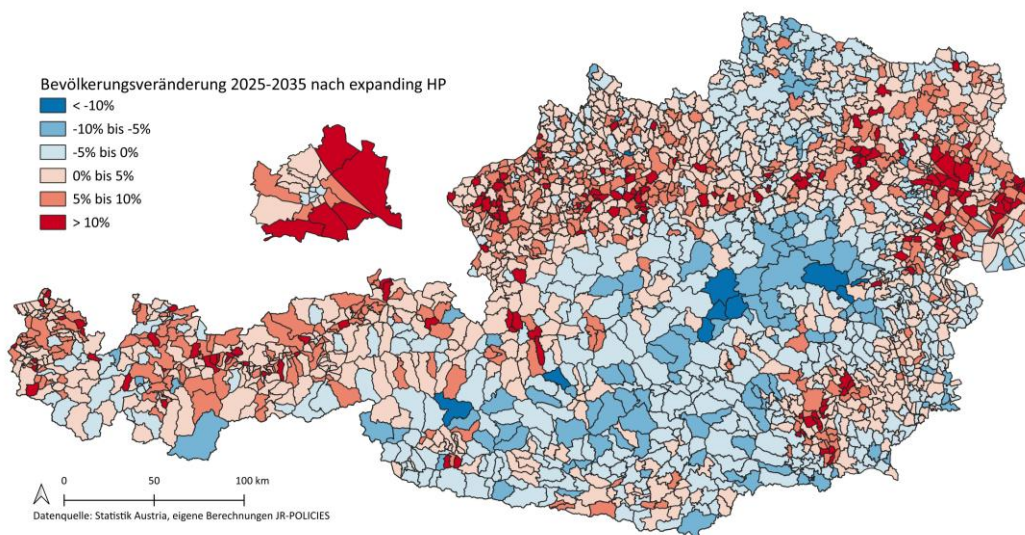 Bevölkerungsveränderung 2025-2035 nach expanding HP
< -10%
-10% bis -5%
-5% bis 0%
0% bis 5%
5% bis 10%
> 10%
0 50 100 km
Datenquelle: Statistik Austria, eigene Berechnungen JR-POLICIES